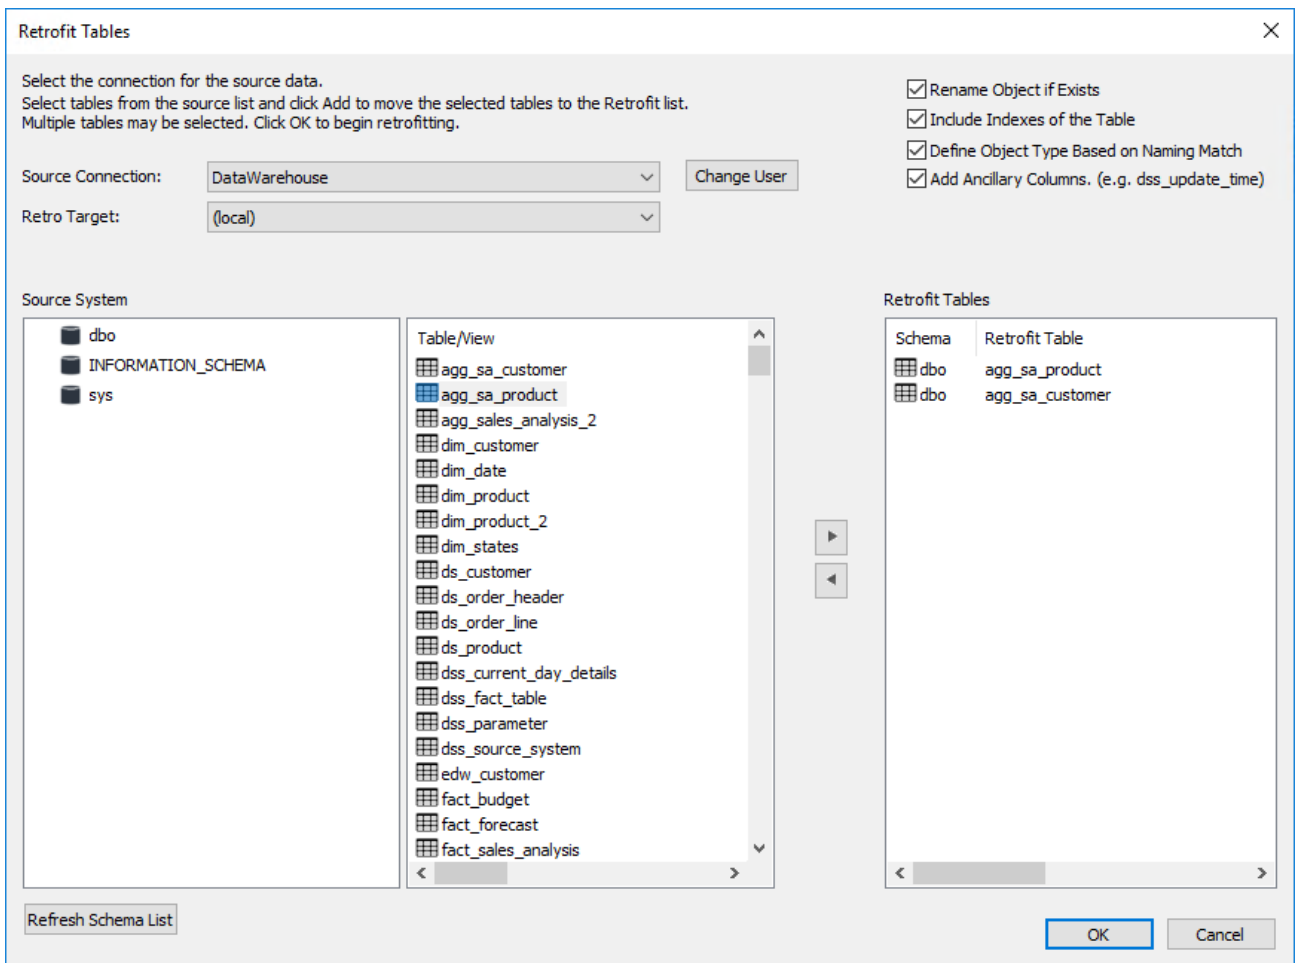 Retrofit Tables
Select the connection for the source data.
Select tables from the source list and click Add to move the selected tables to the Retrofit list.
Multiple tables may be selected. Click OK to begin retrofitting.
Rename Object if Exists
Include Indexes of the Table
Define Object Type Based on Naming Match
Add Ancillary Columns. (e.g. dss_update_time)
Source Connection:
DataWarehouse
Change User
Retro Target:
(local)
Source System
dbo
INFORMATION_SCHEMA
sys
Table/View
agg_sa_customer
agg_sa_product
agg_sales_analysis_2
dim_customer
dim_date
dim_product
dim_product_2
dim_states
ds_customer
ds_order_header
ds_order_line
ds_product
dss_current_day_details
dss_fact_table
dss_parameter
dss_source_system
edw_customer
fact_budget
fact_forecast
fact_sales_analysis
Retrofit Tables
Schema Retrofit Table
dbo agg_sa_product
dbo agg_sa_customer
Refresh Schema List
OK
Cancel